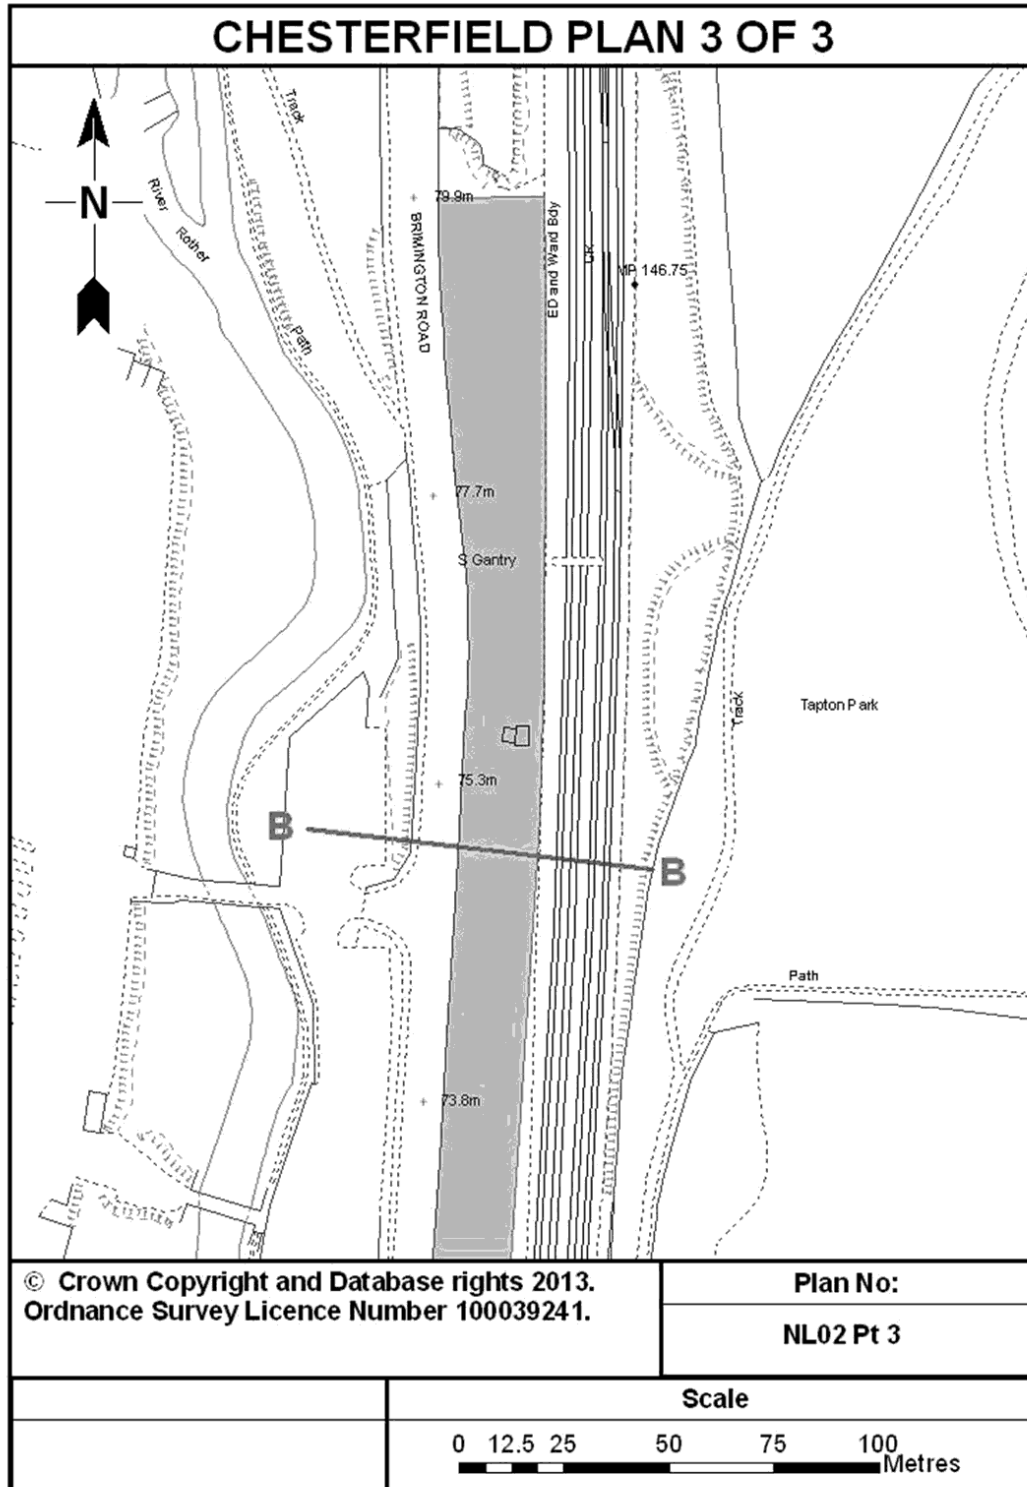 CHESTERFIELD PLAN 3 OF 3
Track
N
River
Rother
79.9m
BRIMINGTON ROAD
ED and Ward Bdy
CR
MP 146.75
Path
77.7m
S Gantry
Track
Tapton Park
75.3m
B
B
Path
73.8m
© Crown Copyright and Database rights 2013.
Ordnance Survey Licence Number 100039241.
Plan No:
NL02 Pt 3
Scale
0 12.5 25 50 75 100
Metres